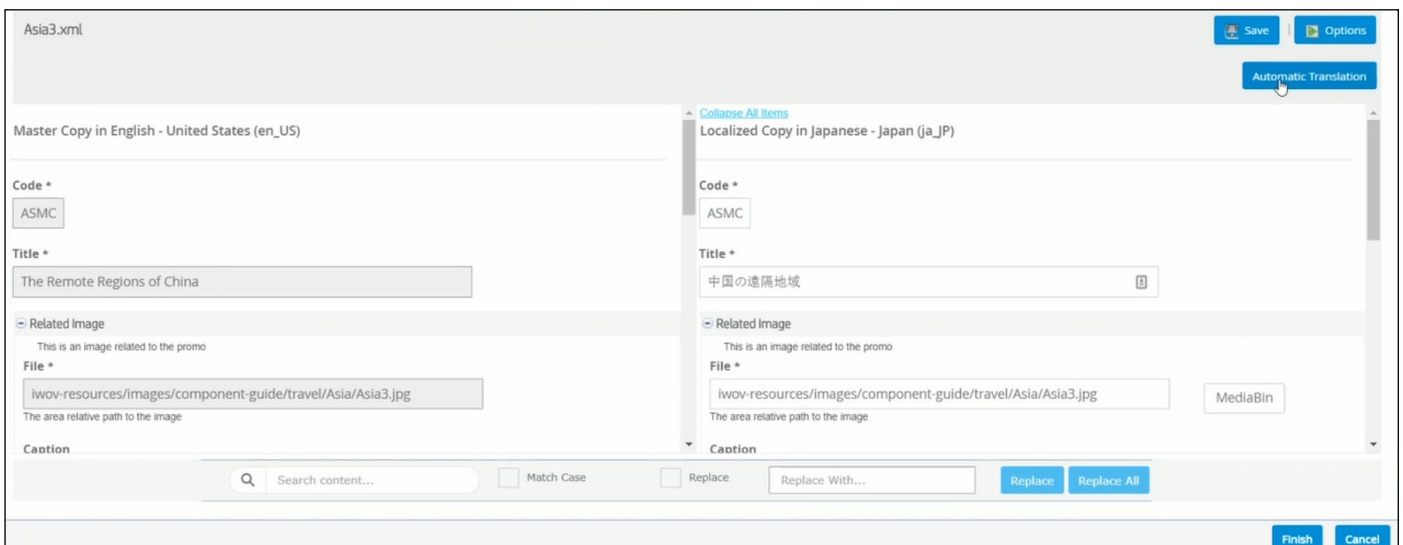 Asia3.xml
Save
Options
Automatic Translation
Master Copy in English - United States (en_US)
Code *
ASMC
Title *
The Remote Regions of China
Related Image
This is an image related to the promo
File *
iwov-resources/images/component-guide/travel/Asia/Asia3.jpg
The area relative path to the image
Caption
Collapse All Items
Localized Copy in Japanese - Japan (ja_JP)
Code *
ASMC
Title *
中国の遠隔地域
Related Image
This is an image related to the promo
File *
iwov-resources/images/component-guide/travel/Asia/Asia3.jpg
MediaBin
The area relative path to the image
Caption
Search content...
Match Case
Replace
Replace With...
Replace
Replace All
Finish
Cancel